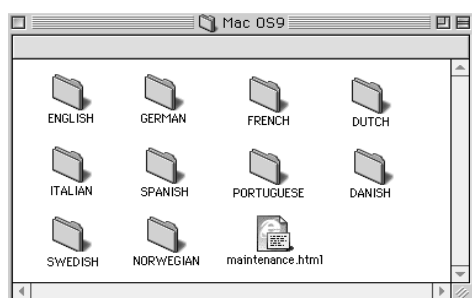 Mac OS9
ENGLISH GERMAN FRENCH DUTCH
ITALIAN SPANISH PORTUGUESE DANISH
SWEDISH NORWEGIAN maintenance.html